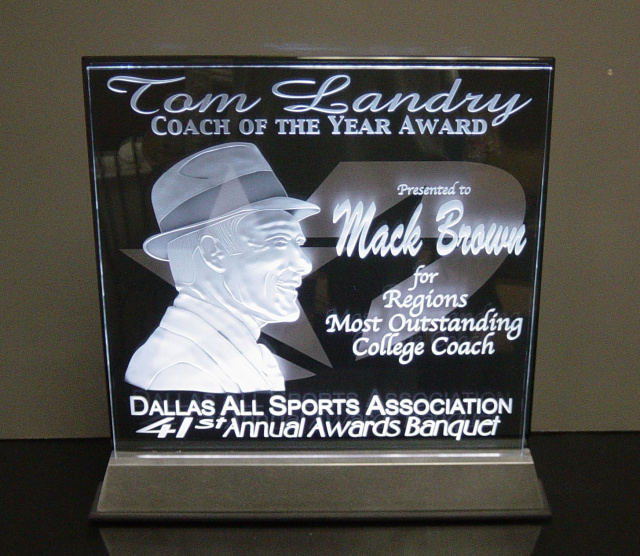 Tom Landry
COACH OF THE YEAR AWARD
Presented to
Mack Brown
for
Regions
Most Outstanding
College Coach
DALLAS ALL SPORTS ASSOCIATION
41st Annual Awards Banquet